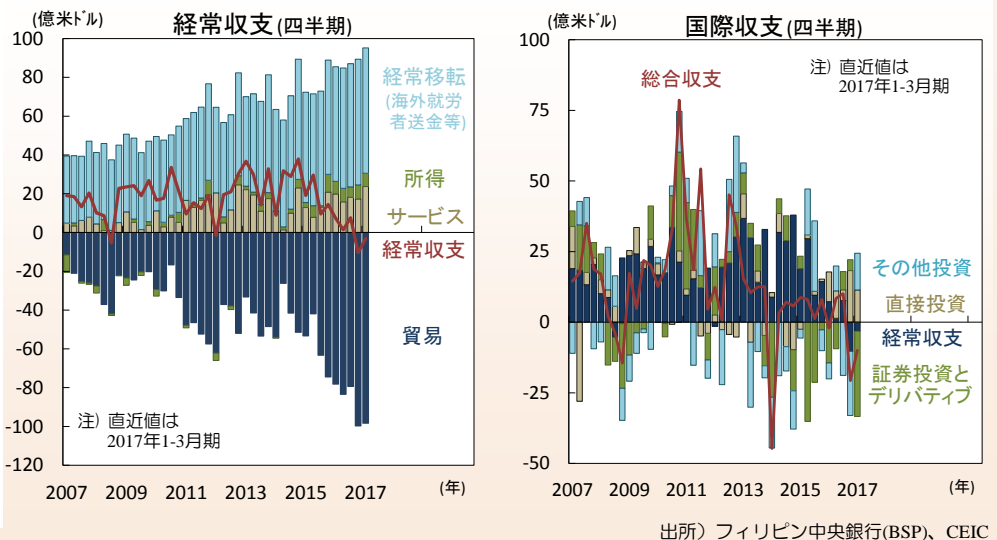 (億米ドル)
経常収支(四半期)
100
80
60
40
20
0
-20
-40
-60
-80
-100
-120
経常移転
(海外就労
者送金等)
所得
サービス
経常収支
貿易
注) 直近値は
2017年1-3月期
2007
2009
2011
2013
2015
2017
(年)
(億米ドル)
国際収支(四半期)
100
75
50
25
0
-25
-50
総合収支
注) 直近値は
2017年1-3月期
その他投資
直接投資
経常収支
証券投資と
デリバティブ
2007
2009
2011
2013
2015
2017
(年)
出所）フィリピン中央銀行(BSP)、CEIC